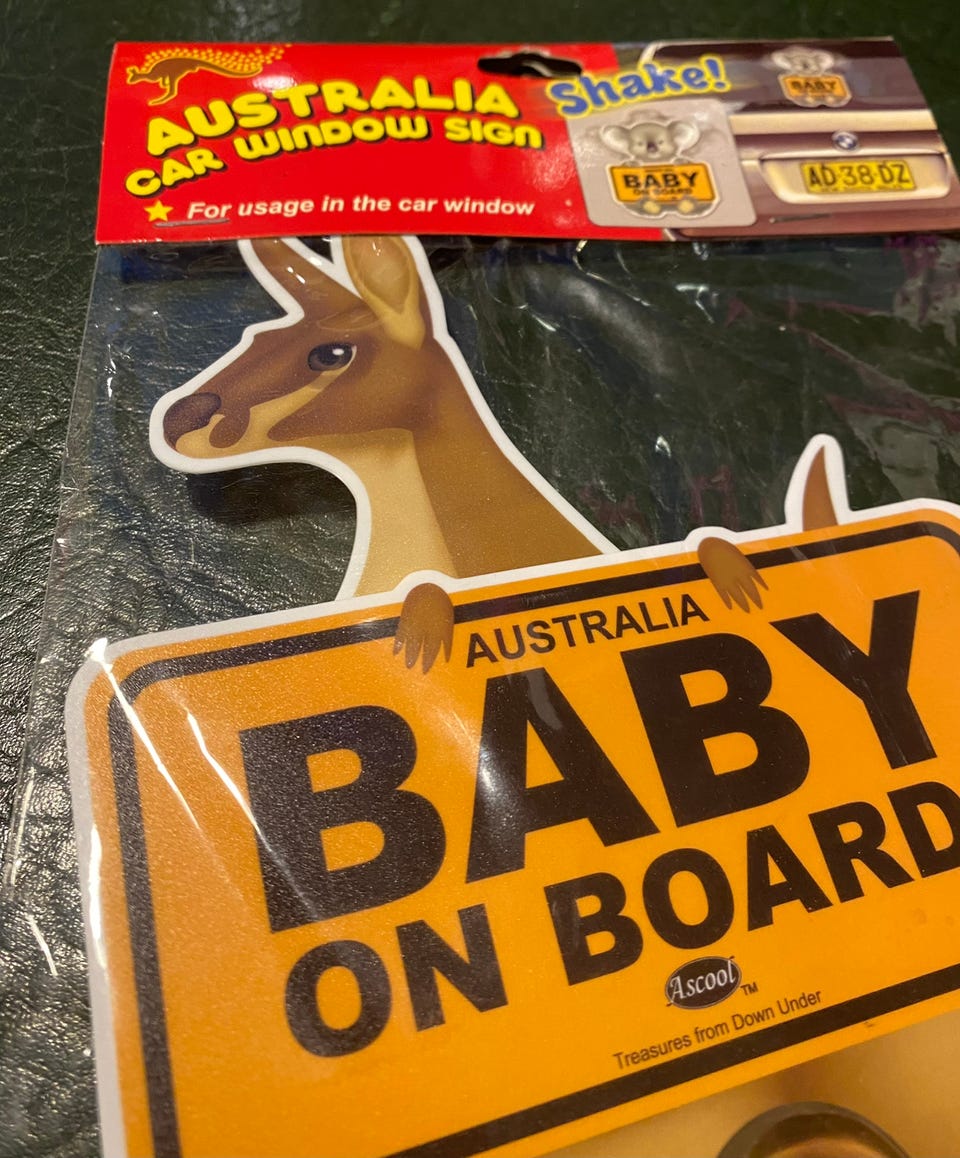 AUSTRALIA
CAR WINDOW SIGN
For usage in the car window
Shake!
BABY
ON BOARD
BABY
AD·38·DZ
AUSTRALIA
BABY
ON BOARD
Ascool TM
Treasures from Down Under